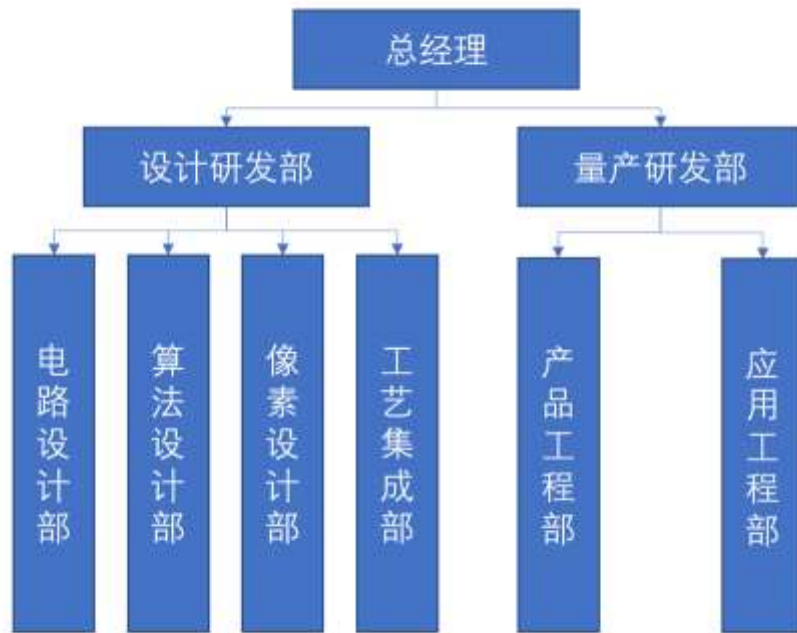 总经理
设计研发部
量产研发部
电路设计部
算法设计部
像素设计部
工艺集成部
产品工程部
应用工程部